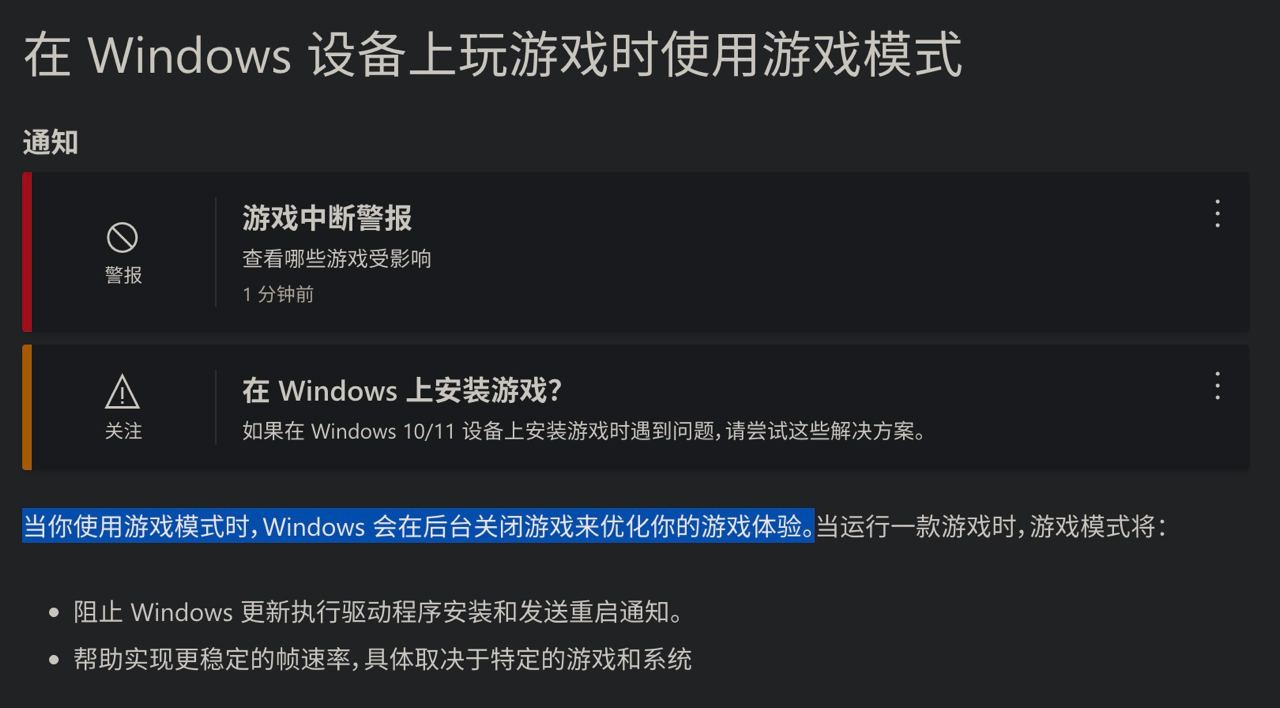 在 Windows 设备上玩游戏时使用游戏模式
通知
游戏中断警报
查看哪些游戏受影响
1 分钟前
警报
在 Windows 上安装游戏?
如果在 Windows 10/11 设备上安装游戏时遇到问题,请尝试这些解决方案。
关注
当你使用游戏模式时,Windows 会在后台关闭游戏来优化你的游戏体验。当运行一款游戏时,游戏模式将:
• 阻止 Windows 更新执行驱动程序安装和发送重启通知。
• 帮助实现更稳定的帧速率,具体取决于特定的游戏和系统